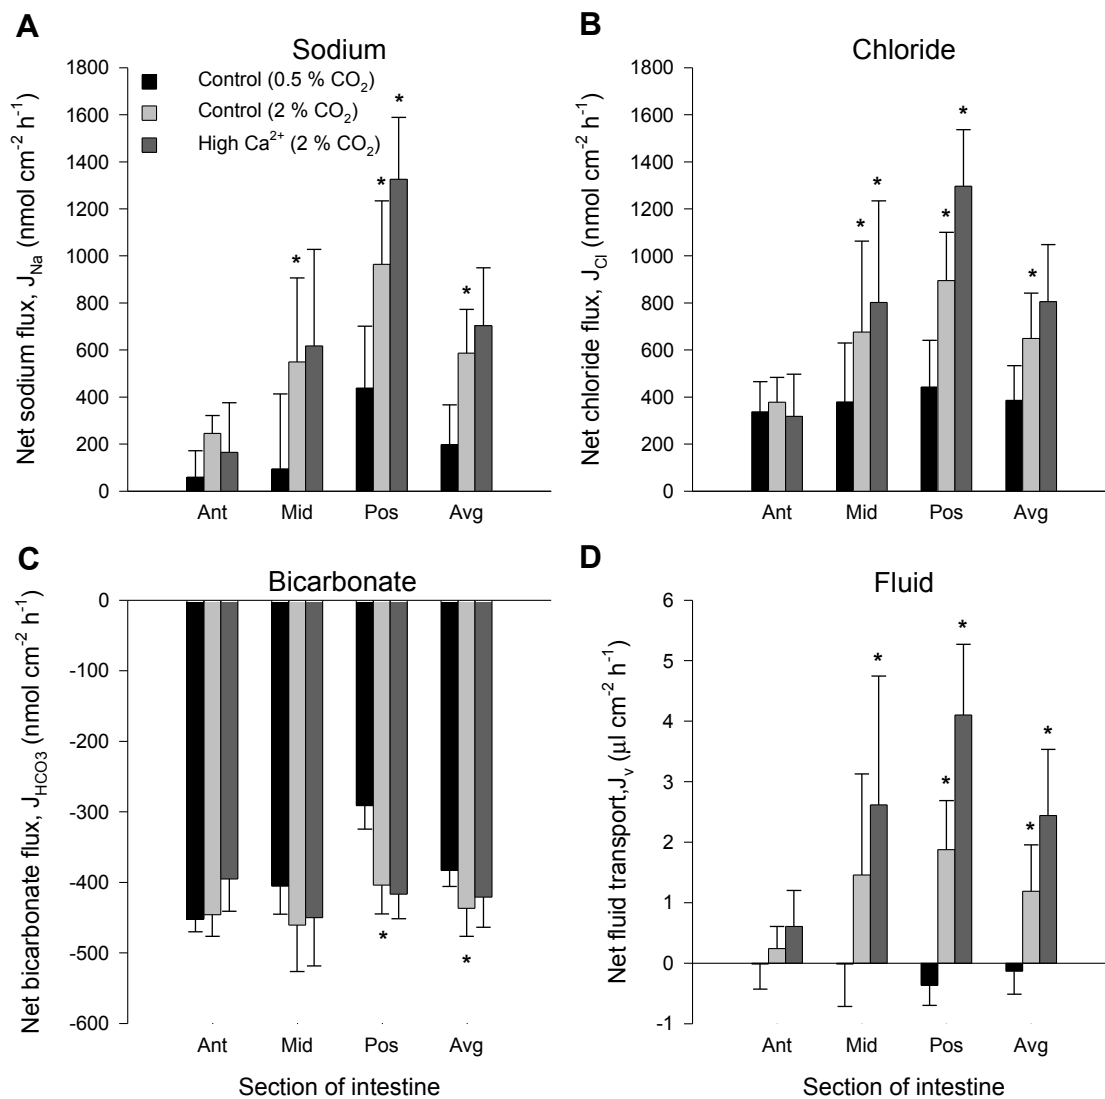 A
Sodium
Net sodium flux, J_Na (nmol cm⁻² h⁻¹)
1800
1600
1400
1200
1000
800
600
400
200
0
Control (0.5 % CO₂)
Control (2 % CO₂)
High Ca²⁺ (2 % CO₂)
* * * *
Ant Mid Pos Avg
B
Chloride
Net chloride flux, J_Cl (nmol cm⁻² h⁻¹)
1800
1600
1400
1200
1000
800
600
400
200
0
* * * * *
Ant Mid Pos Avg
C
Bicarbonate
Net bicarbonate flux, J_HCO3 (nmol cm⁻² h⁻¹)
0
-100
-200
-300
-400
-500
-600
* *
Ant Mid Pos Avg
Section of intestine
D
Fluid
Net fluid transport,J_v (µl cm⁻² h⁻¹)
6
5
4
3
2
1
0
-1
* * * * *
Ant Mid Pos Avg
Section of intestine